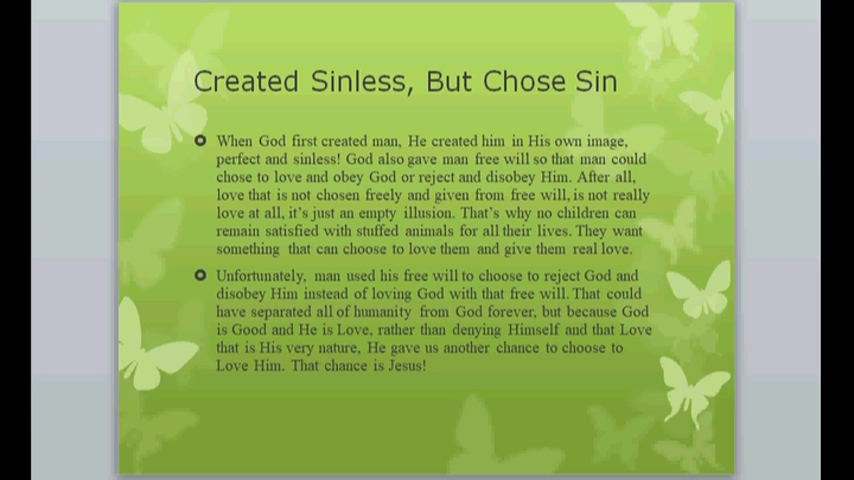 Created Sinless, But Chose Sin
When God first created man, He created him in His own image,
perfect and sinless! God also gave man free will so that man could
chose to love and obey God or reject and disobey Him. After all,
love that is not chosen freely and given from free will, is not really
love at all, it's just an empty illusion. That's why no children can
remain satisfied with stuffed animals for all their lives. They want
something that can choose to love them and give them real love.
Unfortunately, man used his free will to choose to reject God and
disobey Him instead of loving God with that free will. That could
have separated all of humanity from God forever, but because God
is Good and He is Love, rather than denying Himself and that Love
that is His very nature, He gave us another chance to choose to
Love Him. That chance is Jesus!